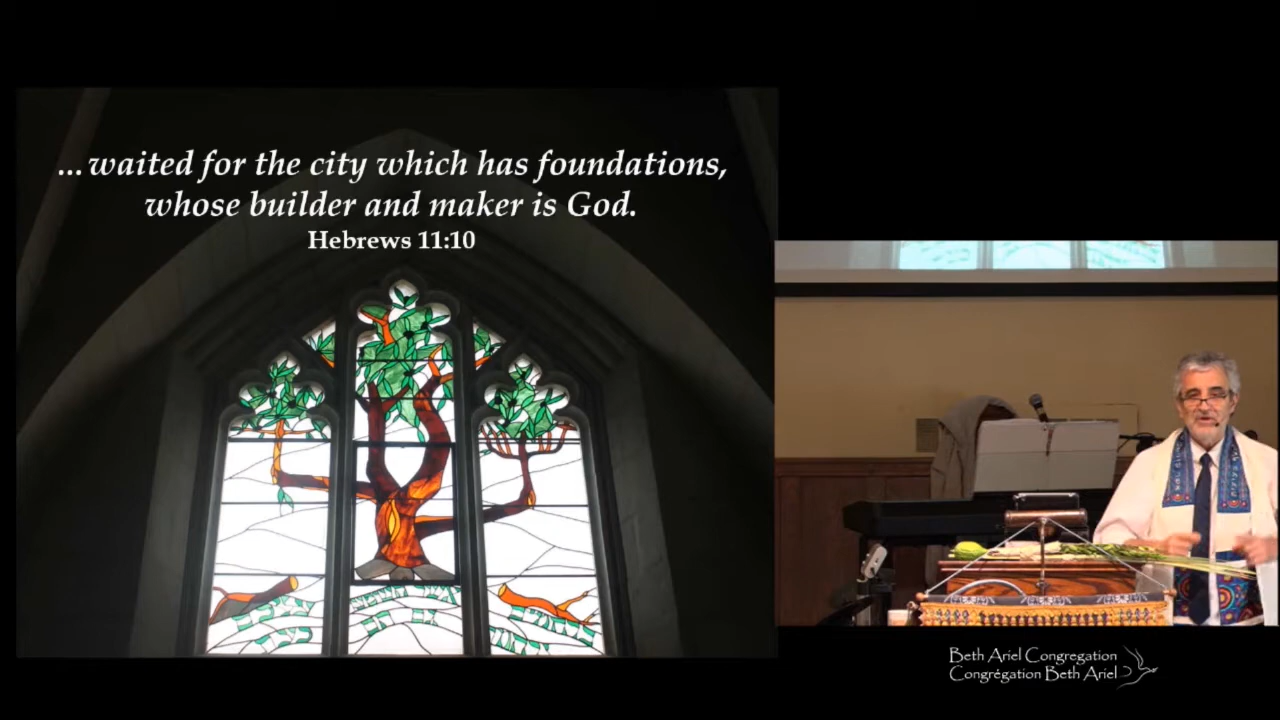 ...waited for the city which has foundations,
whose builder and maker is God.
Hebrews 11:10
Beth Ariel Congregation
Congrégation Beth Ariel